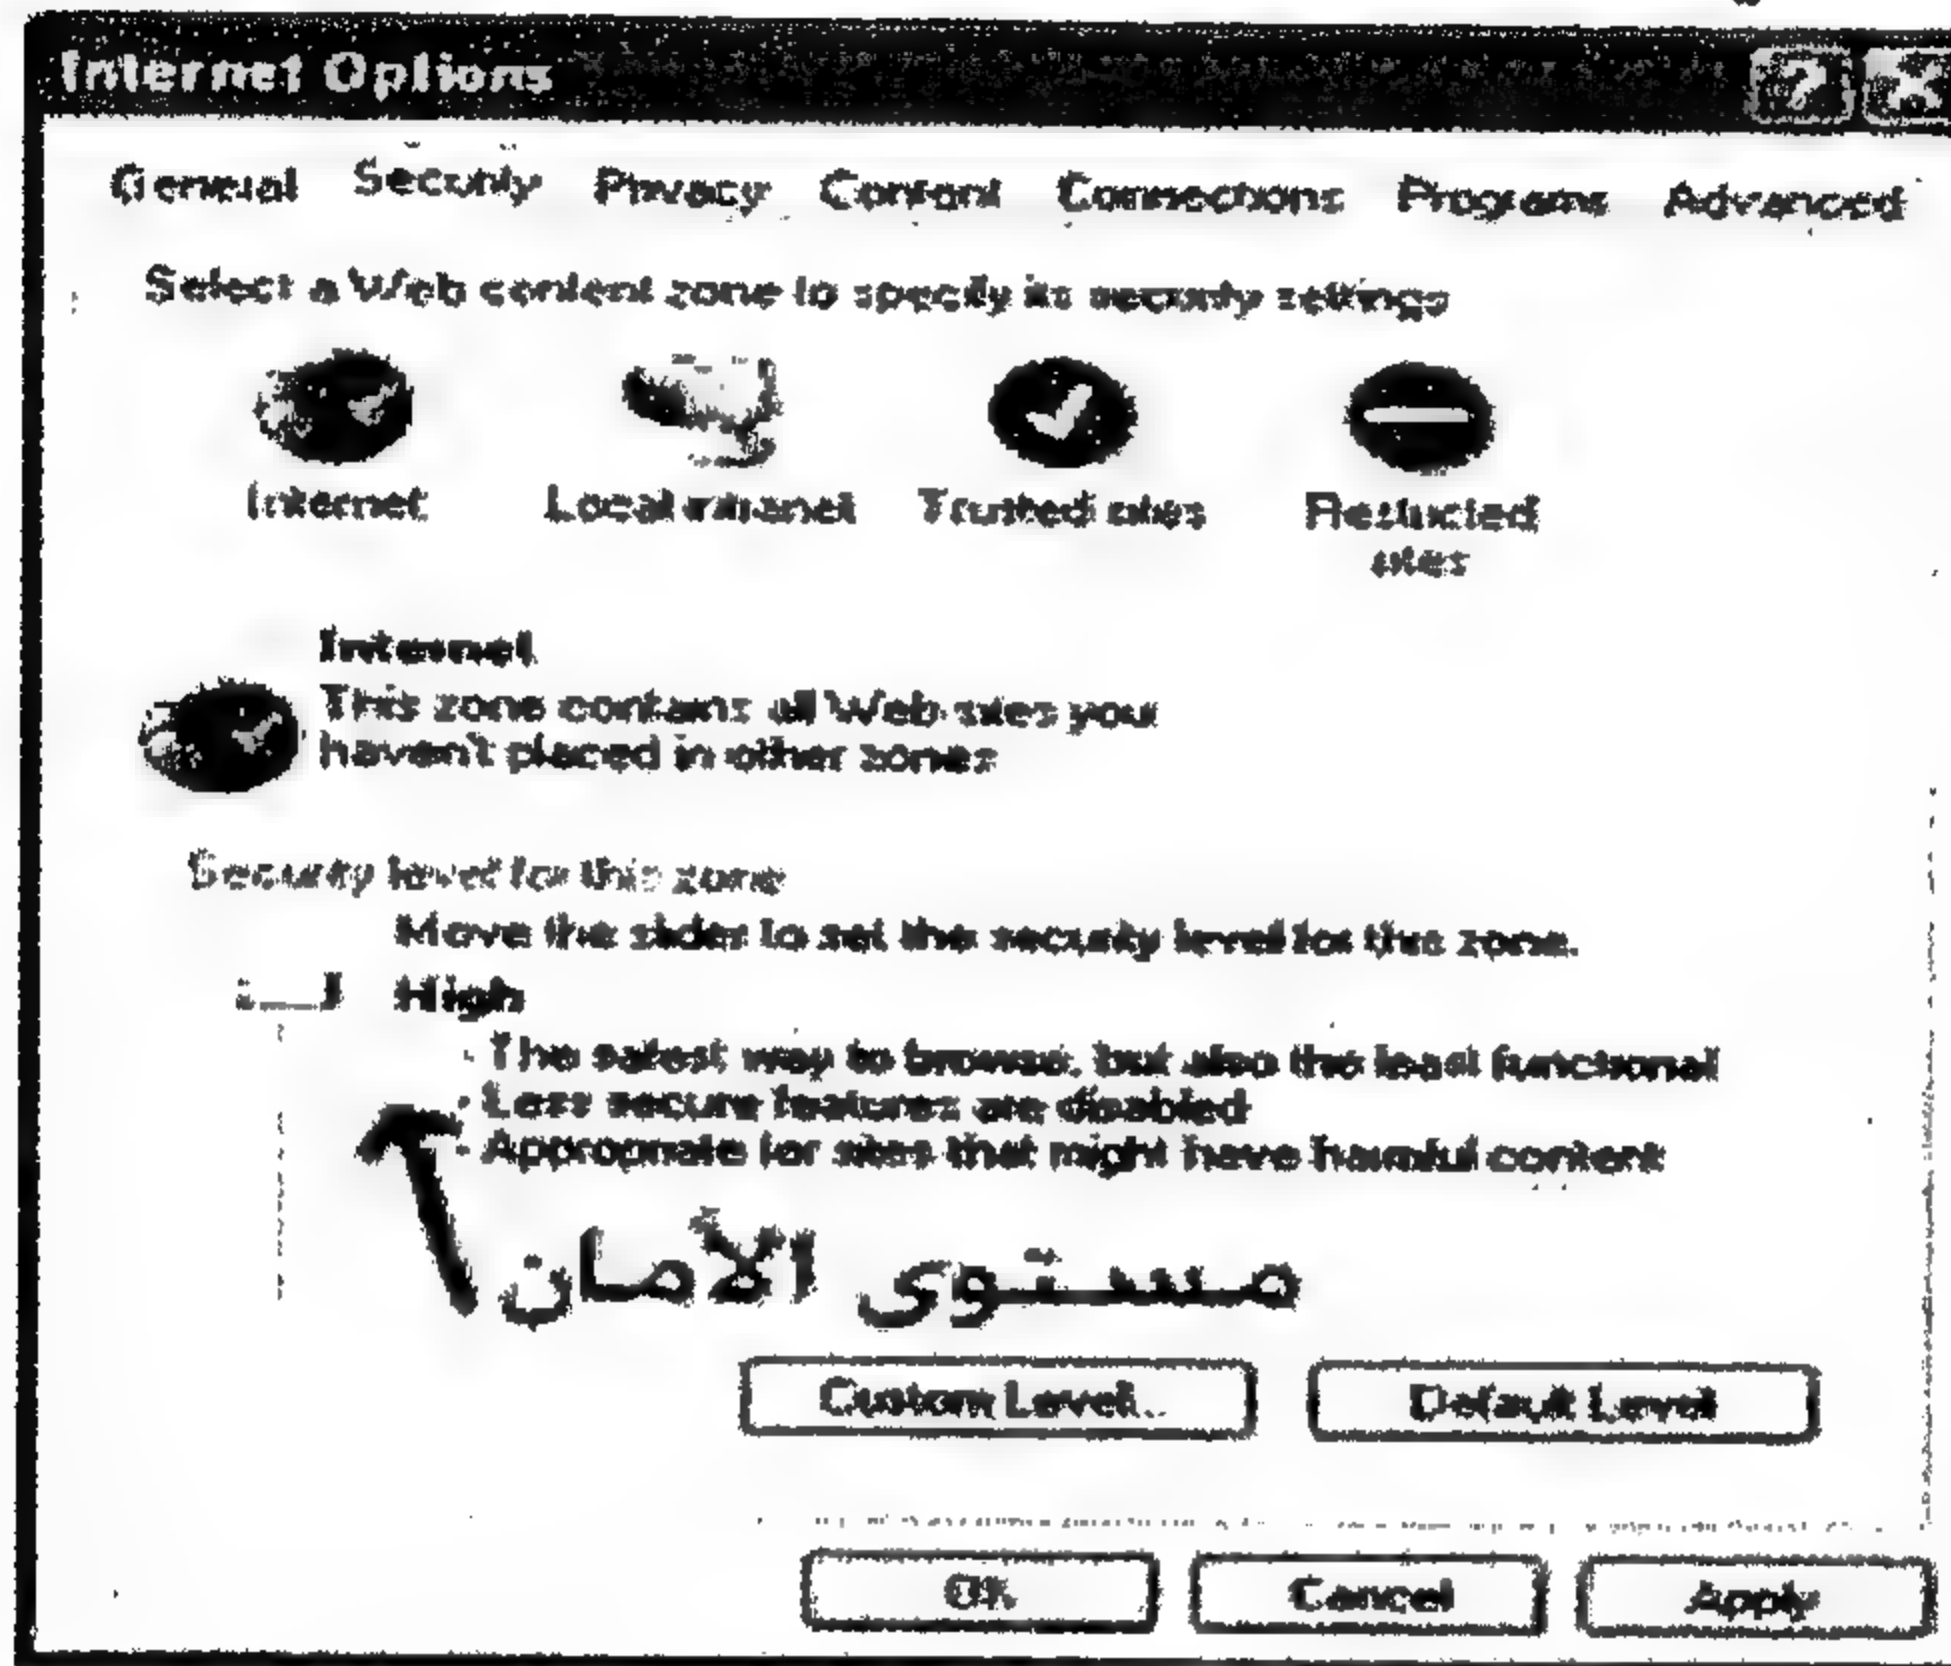 Internet Options
General Security Privacy Content Connections Programs Advanced
Select a Web content zone to specify its security settings
Internet Local intranet Trusted sites Restricted
sites
Internet
This zone contains all Web sites you
haven't placed in other zones
Security level for this zone
Move the slider to set the security level for this zone.
High
- The safest way to browse, but also the least functional
- Less secure features are disabled
- Appropriate for sites that might have harmful content
مستوى الأمان
Custom Level... Default Level
OK Cancel Apply